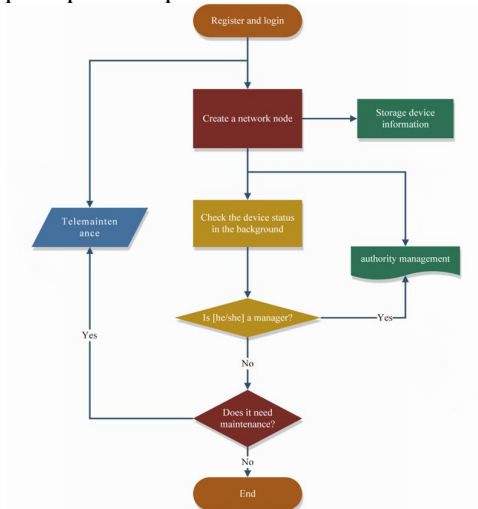 Register and login
Create a network node
Storage device
information
Check the device status
in the background
Telemainten
ance
authority management
Is [he/she] a manager?
Yes
Yes
No
Does it need
maintenance?
No
End